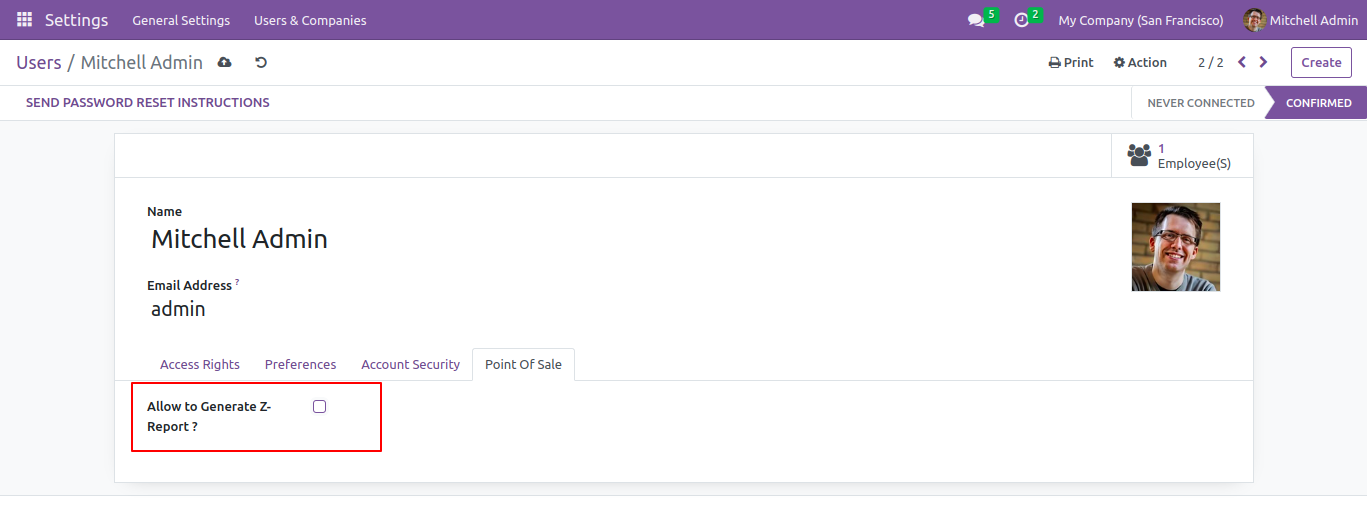 Settings General Settings Users & Companies 5 2 My Company (San Francisco) Mitchell Admin
Users / Mitchell Admin Print Action 2 / 2 Create
SEND PASSWORD RESET INSTRUCTIONS NEVER CONNECTED CONFIRMED
1
Employee(S)
Name
Mitchell Admin
Email Address ?
admin
Access Rights Preferences Account Security Point Of Sale
Allow to Generate Z-
Report ?